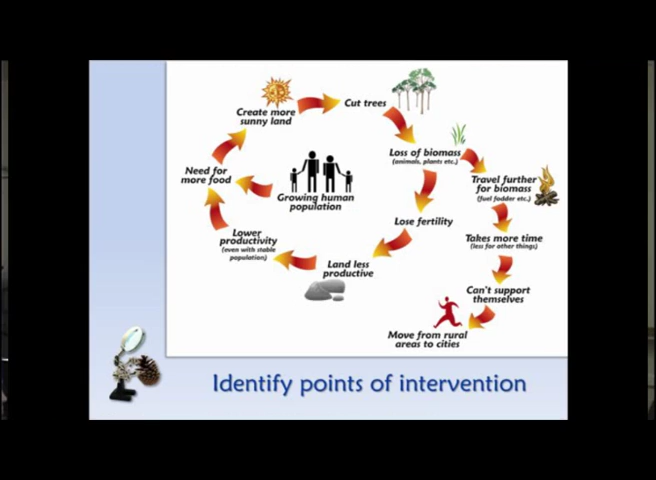 Create more
sunny land
Cut trees
Loss of biomass
(animals, plants etc.)
Travel further
for biomass
(fuel fodder etc.)
Takes more time
(less for other things)
Can't support
themselves
Move from rural
areas to cities
Lose fertility
Land less
productive
Lower
productivity
(even with stable
population)
Need for
more food
Growing human
population
Identify points of intervention